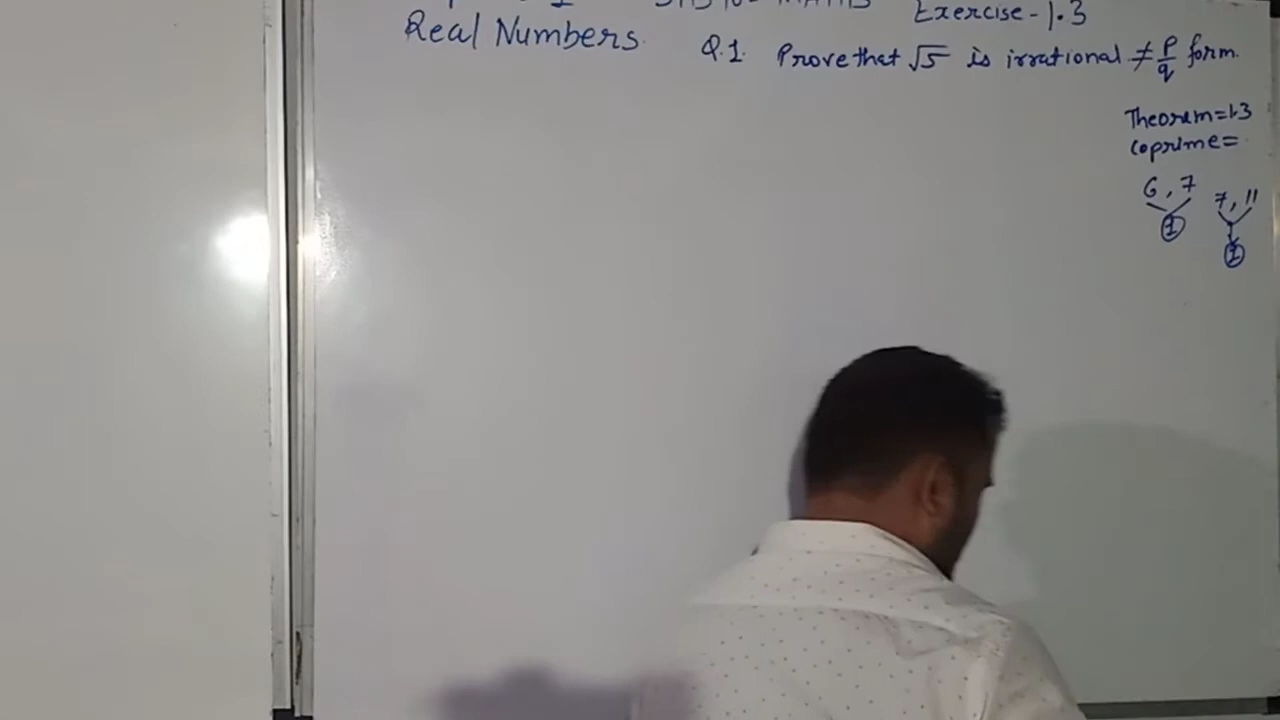 MATHS Exercise-1.3
Real Numbers.
Q.1. Prove that √5 is irrational ≠ p/q form.
Theorem=1.3
Coprime=
6, 7
7, 11
1
1